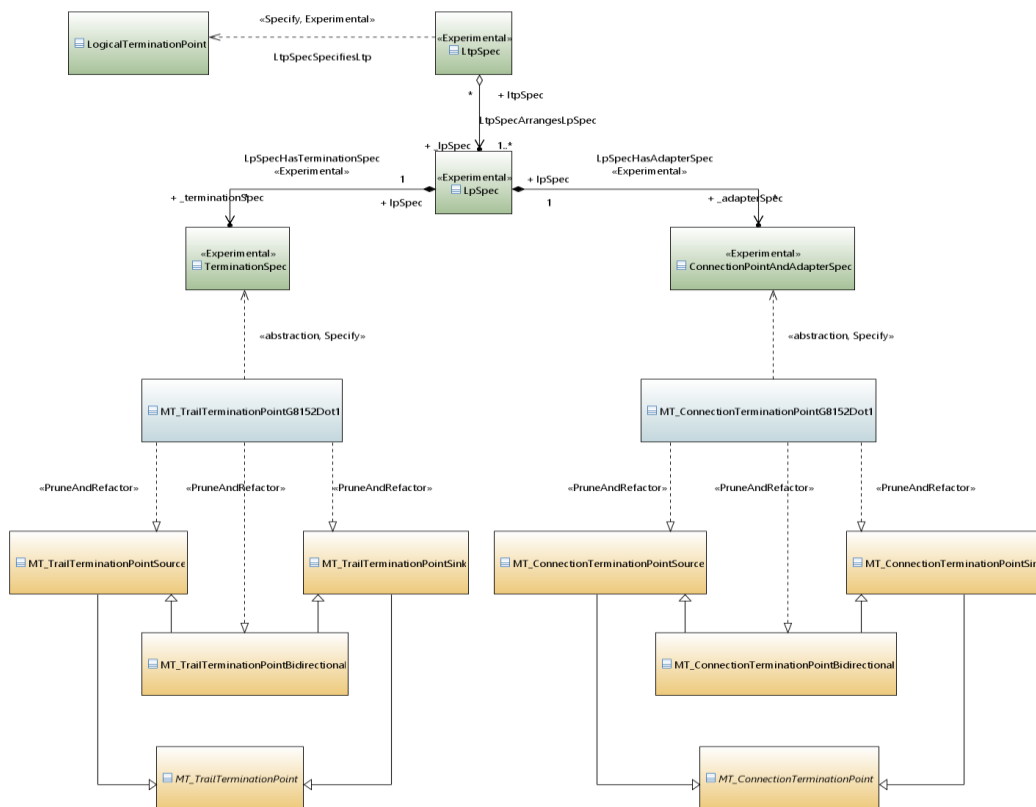 «Specify, Experimental»
LogicalTerminationPoint
«Experimental»
LtpSpec
LtpSpecSpecifiesLtp
*
+ ltpSpec
LtpSpecArrangesLpSpec
+ _lpSpec
1..*
LpSpecHasTerminationSpec
«Experimental»
1
«Experimental»
LpSpec
LpSpecHasAdapterSpec
«Experimental»
+ lpSpec
+ _terminationSpec
*
+ lpSpec
1
+ _adapterSpec
*
«Experimental»
TerminationSpec
«Experimental»
ConnectionPointAndAdapterSpec
«abstraction, Specify»
«abstraction, Specify»
MT_TrailTerminationPointG8152Dot1
MT_ConnectionTerminationPointG8152Dot1
«PruneAndRefactor»
«PruneAndRefactor»
«PruneAndRefactor»
«PruneAndRefactor»
«PruneAndRefactor»
«PruneAndRefactor»
MT_TrailTerminationPointSource
MT_TrailTerminationPointSink
MT_ConnectionTerminationPointSource
MT_ConnectionTerminationPointSin
MT_TrailTerminationPointBidirectional
MT_ConnectionTerminationPointBidirectional
MT_TrailTerminationPoint
MT_ConnectionTerminationPoint